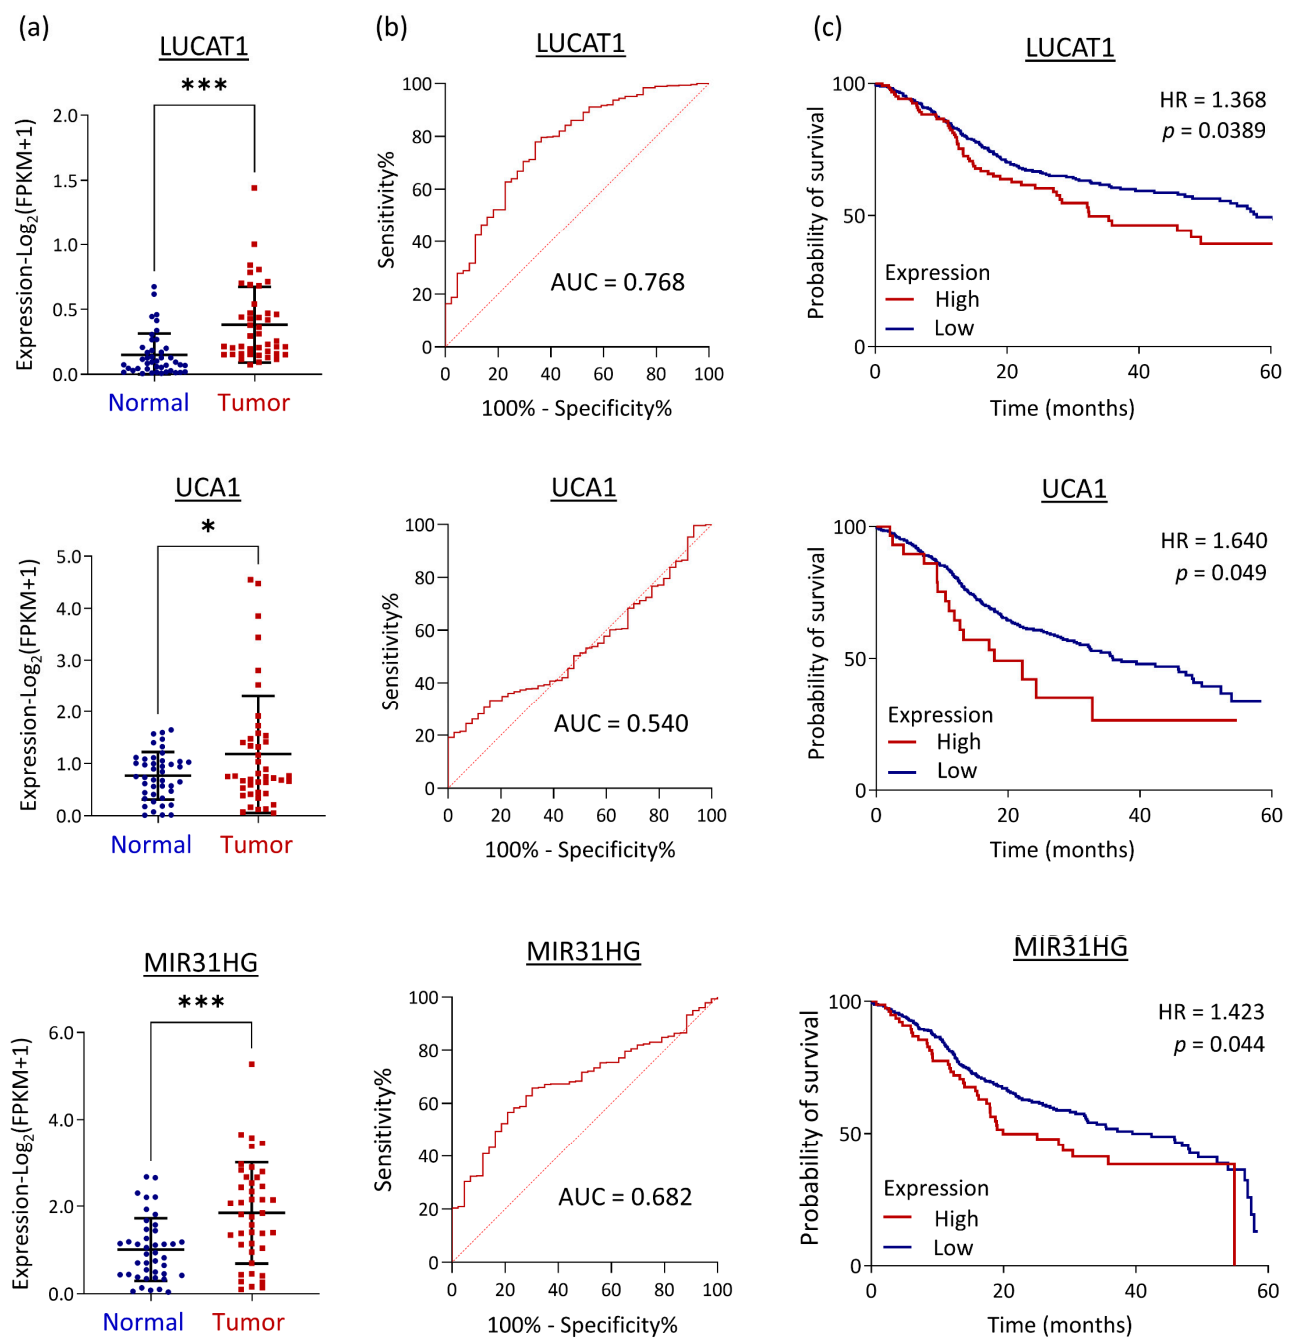 (a)
LUCAT1
***
Expression-Log2(FPKM+1)
2.0
1.5
1.0
0.5
0.0
Normal
Tumor
(b)
LUCAT1
Sensitivity%
100
80
60
40
20
0
AUC = 0.768
0 20 40 60 80 100
100% - Specificity%
(c)
LUCAT1
Probability of survival
100
50
0
HR = 1.368
p = 0.0389
Expression
High
Low
0 20 40 60
Time (months)
UCA1
*
Expression-Log2(FPKM+1)
5.0
4.0
3.0
2.0
1.0
0.0
Normal
Tumor
UCA1
Sensitivity%
100
80
60
40
20
0
AUC = 0.540
0 20 40 60 80 100
100% - Specificity%
UCA1
Probability of survival
100
50
0
HR = 1.640
p = 0.049
Expression
High
Low
0 20 40 60
Time (months)
MIR31HG
***
Expression-Log2(FPKM+1)
6.0
4.0
2.0
0.0
Normal
Tumor
MIR31HG
Sensitivity%
100
80
60
40
20
0
AUC = 0.682
0 20 40 60 80 100
100% - Specificity%
MIR31HG
Probability of survival
100
50
0
HR = 1.423
p = 0.044
Expression
High
Low
0 20 40 60
Time (months)